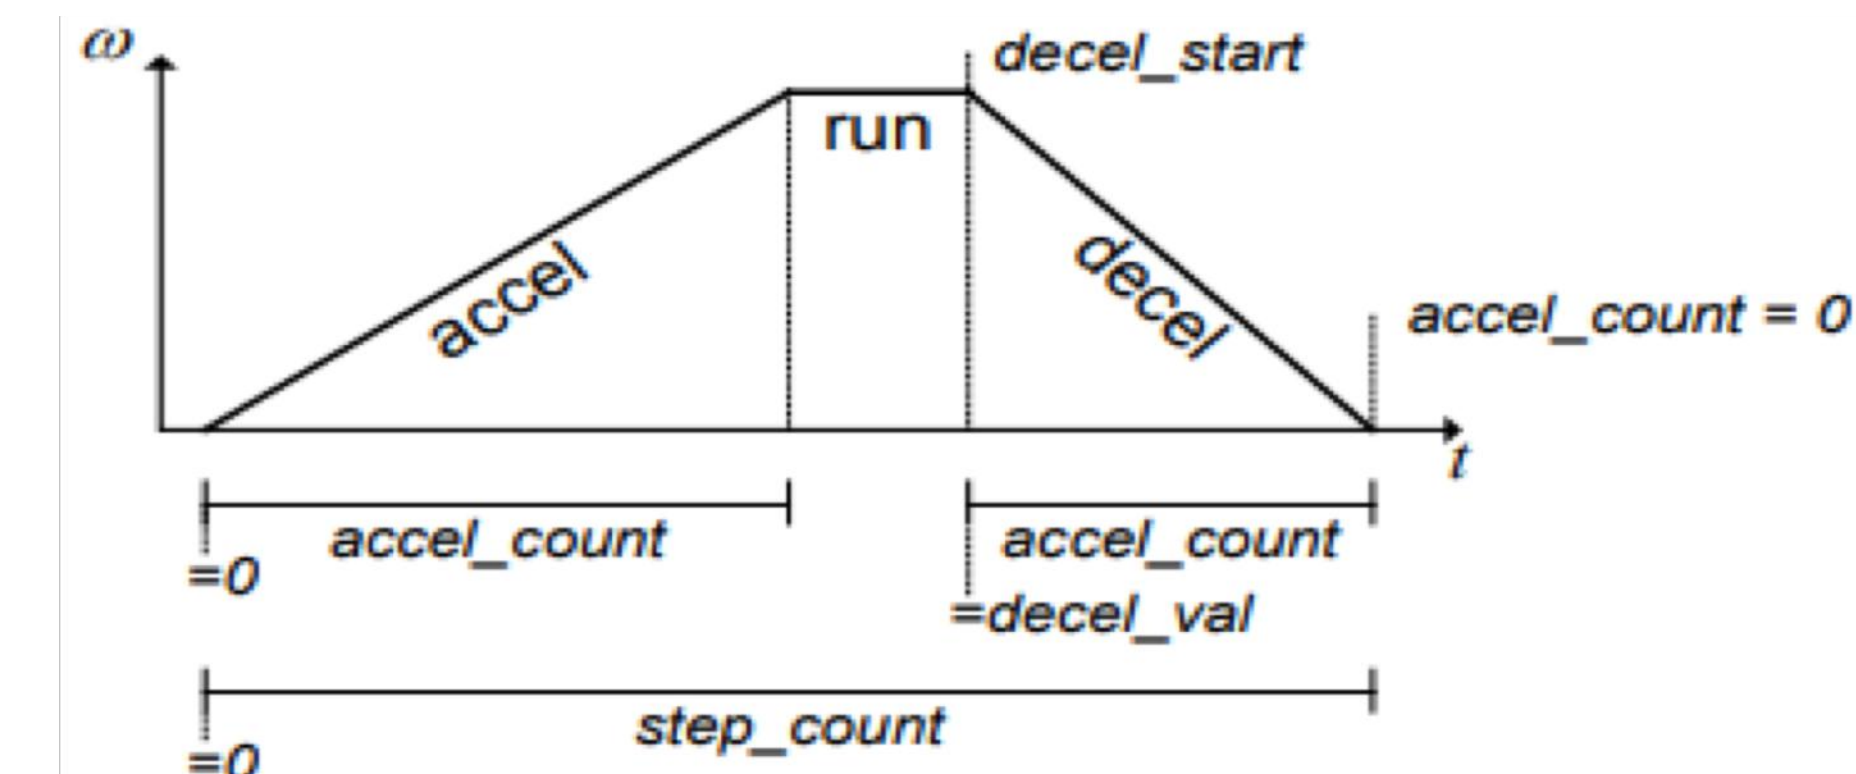 ω
decel_start
run
accel
decel
accel_count = 0
t
accel_count
accel_count
=0
=decel_val
step_count
=0